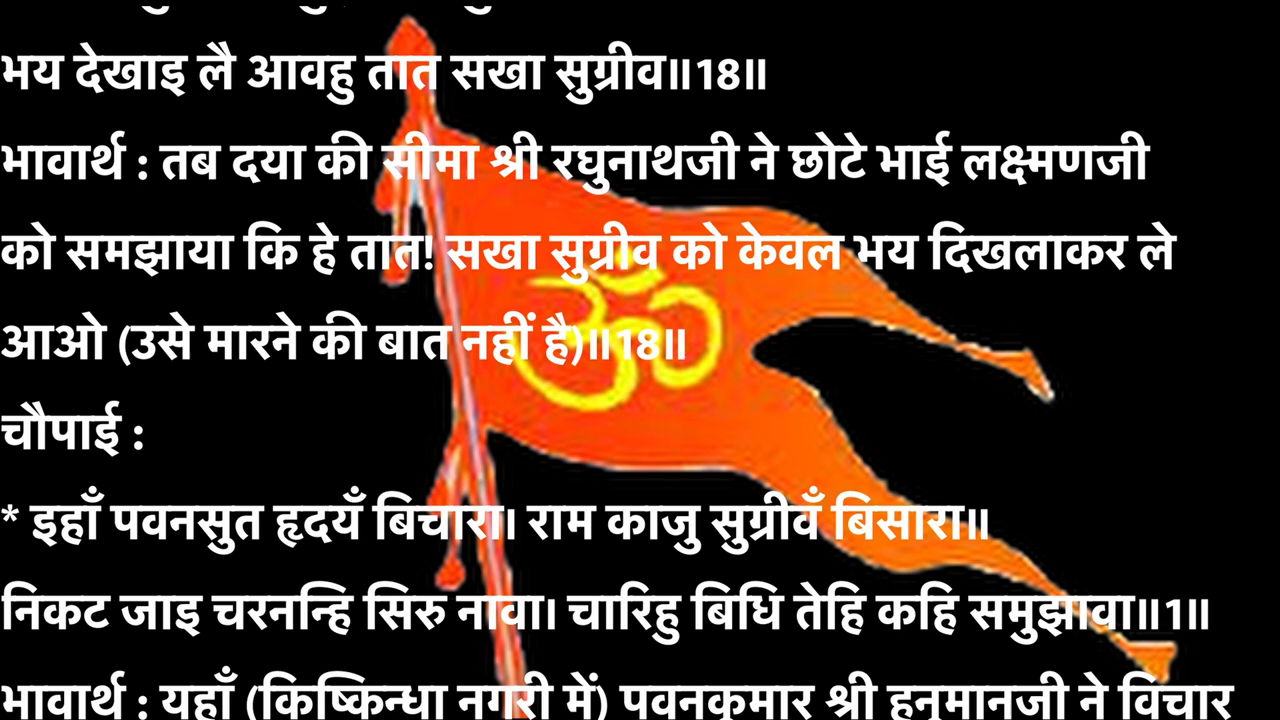 भय देखाइ लै आवहु तात सखा सुग्रीव॥18॥
भावार्थ : तब दया की सीमा श्री रघुनाथजी ने छोटे भाई लक्ष्मणजी
को समझाया कि हे तात! सखा सुग्रीव को केवल भय दिखलाकर ले
आओ (उसे मारने की बात नहीं है)॥18॥
चौपाई :
* इहाँ पवनसुत हृदयँ बिचारा। राम काजु सुग्रीवँ बिसारा॥
निकट जाइ चरनन्हि सिरु नावा। चारिहु बिधि तेहि कहि समुझावा॥1॥
भावार्थ : यहाँ (किष्किन्धा नगरी में) पवनकुमार श्री हनुमानजी ने विचार